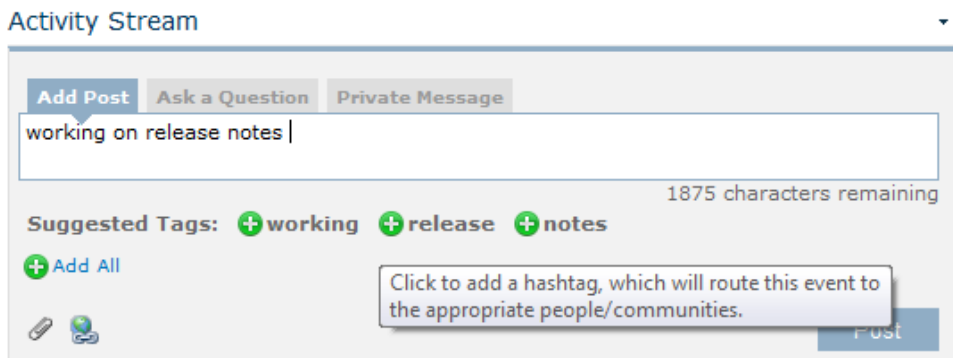 Activity Stream
Add Post Ask a Question Private Message
working on release notes
1875 characters remaining
Suggested Tags: working release notes
Add All
Click to add a hashtag, which will route this event to
the appropriate people/communities.
Post